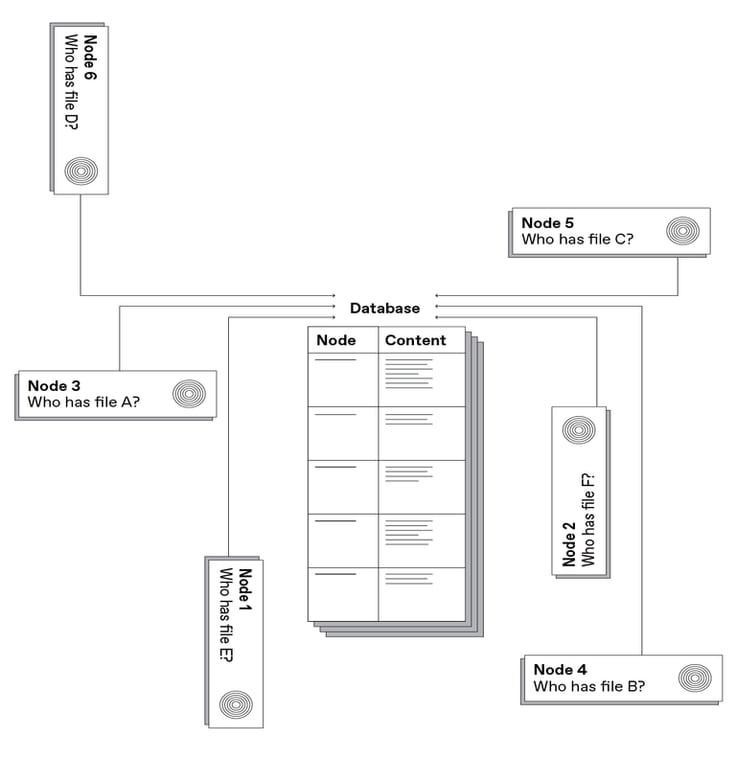 Node 6
Who has file D?
Node 5
Who has file C?
Database
Node Content
Node 3
Who has file A?
Node 2
Who has file F?
Node 1
Who has file E?
Node 4
Who has file B?